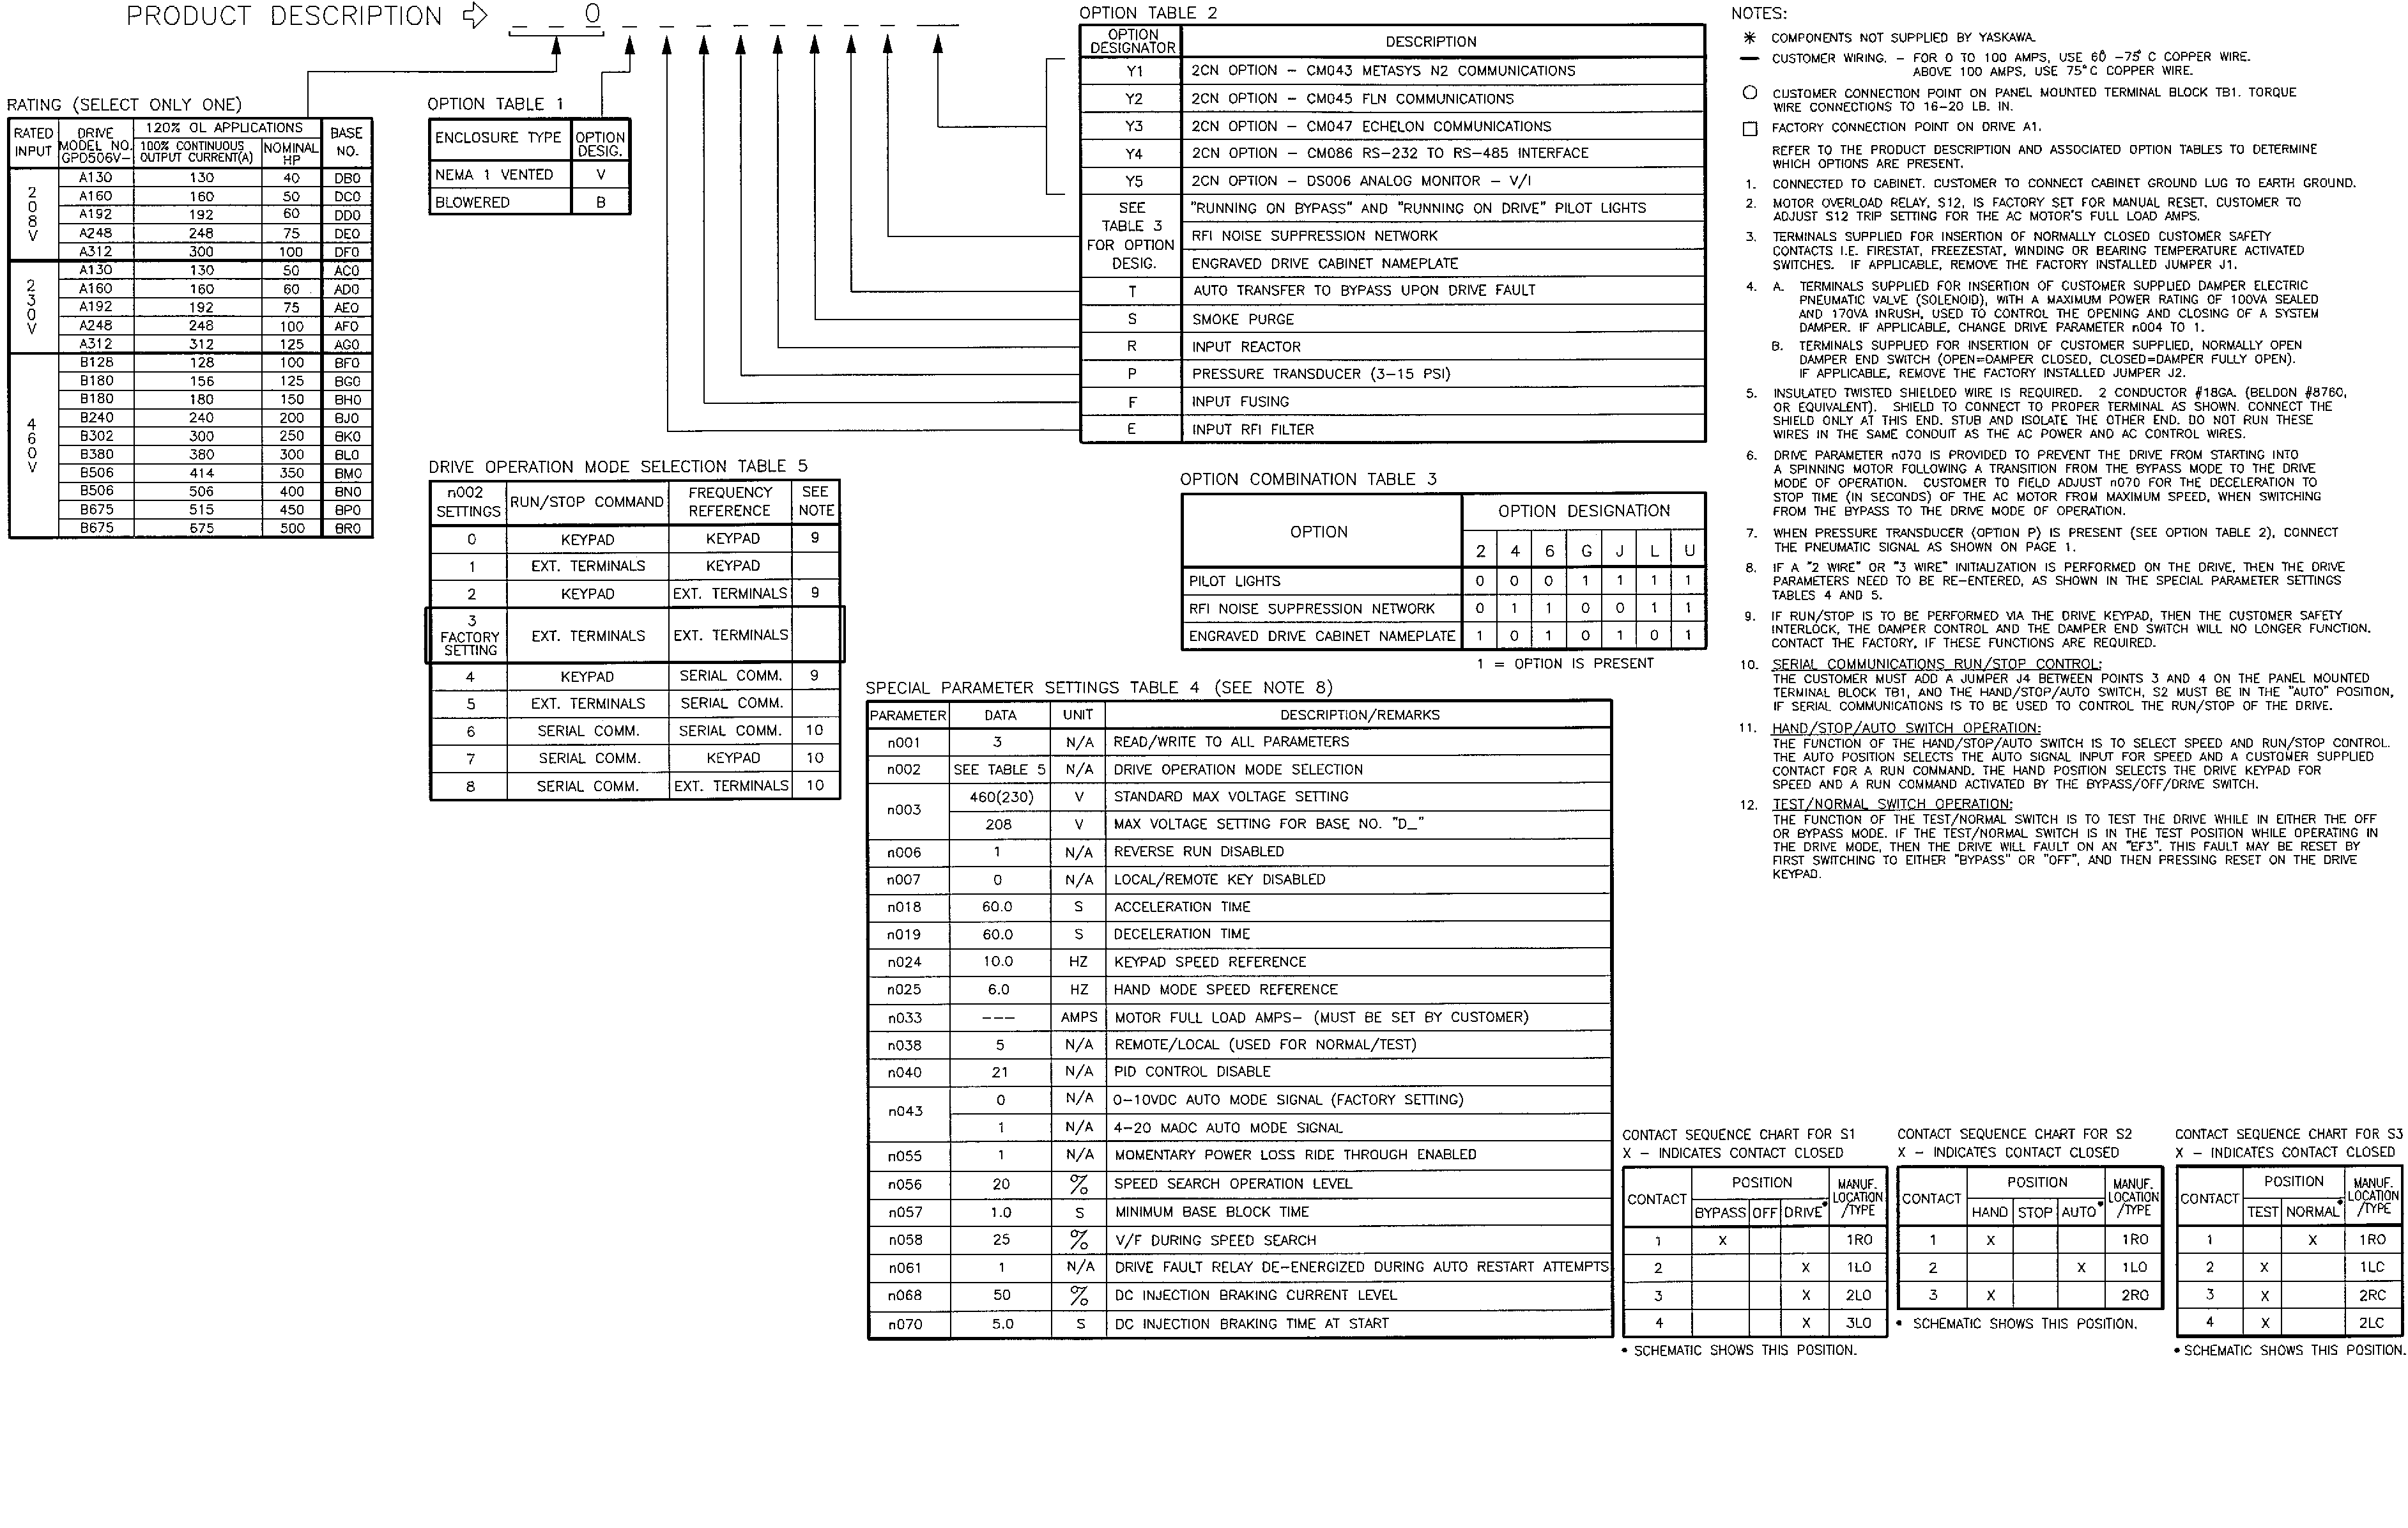 PRODUCT DESCRIPTION ⇨ _ _ 0 _ _ _ _ _ _ _ _ _
RATING (SELECT ONLY ONE)
RATED INPUT | DRIVE MODEL NO. GPD506V- | 120% OL APPLICATIONS | BASE NO.
100% CONTINUOUS OUTPUT CURRENT(A) | NOMINAL HP
208V
A130 130 40 DB0
A160 160 50 DC0
A192 192 60 DD0
A248 248 75 DE0
A312 300 100 DF0
230V
A130 130 50 AC0
A160 160 60 AD0
A192 192 75 AE0
A248 248 100 AF0
A312 312 125 AG0
460V
B128 128 100 BF0
B180 156 125 BG0
B180 180 150 BH0
B240 240 200 BJ0
B302 300 250 BK0
B380 380 300 BL0
B506 414 350 BM0
B506 506 400 BN0
B675 515 450 BP0
B675 675 500 BR0
OPTION TABLE 1
ENCLOSURE TYPE | OPTION DESIG.
NEMA 1 VENTED V
BLOWERED B
OPTION TABLE 2
OPTION DESIGNATOR | DESCRIPTION
Y1 2CN OPTION – CM043 METASYS N2 COMMUNICATIONS
Y2 2CN OPTION – CM045 FLN COMMUNICATIONS
Y3 2CN OPTION – CM047 ECHELON COMMUNICATIONS
Y4 2CN OPTION – CM086 RS-232 TO RS-485 INTERFACE
Y5 2CN OPTION – DS006 ANALOG MONITOR – V/I
SEE TABLE 3 FOR OPTION DESIG.
"RUNNING ON BYPASS" AND "RUNNING ON DRIVE" PILOT LIGHTS
RFI NOISE SUPPRESSION NETWORK
ENGRAVED DRIVE CABINET NAMEPLATE
T AUTO TRANSFER TO BYPASS UPON DRIVE FAULT
S SMOKE PURGE
R INPUT REACTOR
P PRESSURE TRANSDUCER (3-15 PSI)
F INPUT FUSING
E INPUT RFI FILTER
DRIVE OPERATION MODE SELECTION TABLE 5
n002 SETTINGS | RUN/STOP COMMAND | FREQUENCY REFERENCE | SEE NOTE
0 KEYPAD KEYPAD 9
1 EXT. TERMINALS KEYPAD
2 KEYPAD EXT. TERMINALS 9
3 FACTORY SETTING EXT. TERMINALS EXT. TERMINALS
4 KEYPAD SERIAL COMM. 9
5 EXT. TERMINALS SERIAL COMM.
6 SERIAL COMM. SERIAL COMM. 10
7 SERIAL COMM. KEYPAD 10
8 SERIAL COMM. EXT. TERMINALS 10
OPTION COMBINATION TABLE 3
OPTION | OPTION DESIGNATION
2 4 6 G J L U
PILOT LIGHTS 0 0 0 1 1 1 1
RFI NOISE SUPPRESSION NETWORK 0 1 1 0 0 1 1
ENGRAVED DRIVE CABINET NAMEPLATE 1 0 1 0 1 0 1
1 = OPTION IS PRESENT
SPECIAL PARAMETER SETTINGS TABLE 4 (SEE NOTE 8)
PARAMETER | DATA | UNIT | DESCRIPTION/REMARKS
n001 3 N/A READ/WRITE TO ALL PARAMETERS
n002 SEE TABLE 5 N/A DRIVE OPERATION MODE SELECTION
n003 460(230) V STANDARD MAX VOLTAGE SETTING
208 V MAX VOLTAGE SETTING FOR BASE NO. "D_"
n006 1 N/A REVERSE RUN DISABLED
n007 0 N/A LOCAL/REMOTE KEY DISABLED
n018 60.0 S ACCELERATION TIME
n019 60.0 S DECELERATION TIME
n024 10.0 HZ KEYPAD SPEED REFERENCE
n025 6.0 HZ HAND MODE SPEED REFERENCE
n033 --- AMPS MOTOR FULL LOAD AMPS– (MUST BE SET BY CUSTOMER)
n038 5 N/A REMOTE/LOCAL (USED FOR NORMAL/TEST)
n040 21 N/A PID CONTROL DISABLE
n043 0 N/A 0-10VDC AUTO MODE SIGNAL (FACTORY SETTING)
1 N/A 4-20 MADC AUTO MODE SIGNAL
n055 1 N/A MOMENTARY POWER LOSS RIDE THROUGH ENABLED
n056 20 % SPEED SEARCH OPERATION LEVEL
n057 1.0 S MINIMUM BASE BLOCK TIME
n058 25 % V/F DURING SPEED SEARCH
n061 1 N/A DRIVE FAULT RELAY DE-ENERGIZED DURING AUTO RESTART ATTEMPTS
n068 50 % DC INJECTION BRAKING CURRENT LEVEL
n070 5.0 S DC INJECTION BRAKING TIME AT START
NOTES:
✳ COMPONENTS NOT SUPPLIED BY YASKAWA.
— CUSTOMER WIRING. – FOR 0 TO 100 AMPS, USE 60°-75°C COPPER WIRE.
ABOVE 100 AMPS, USE 75°C COPPER WIRE.
○ CUSTOMER CONNECTION POINT ON PANEL MOUNTED TERMINAL BLOCK TB1. TORQUE
WIRE CONNECTIONS TO 16-20 LB. IN.
□ FACTORY CONNECTION POINT ON DRIVE A1.
REFER TO THE PRODUCT DESCRIPTION AND ASSOCIATED OPTION TABLES TO DETERMINE
WHICH OPTIONS ARE PRESENT.
1. CONNECTED TO CABINET. CUSTOMER TO CONNECT CABINET GROUND LUG TO EARTH GROUND.
2. MOTOR OVERLOAD RELAY, S12, IS FACTORY SET FOR MANUAL RESET. CUSTOMER TO
ADJUST S12 TRIP SETTING FOR THE AC MOTOR'S FULL LOAD AMPS.
3. TERMINALS SUPPLIED FOR INSERTION OF NORMALLY CLOSED CUSTOMER SAFETY
CONTACTS I.E. FIRESTAT, FREEZESTAT, WINDING OR BEARING TEMPERATURE ACTIVATED
SWITCHES. IF APPLICABLE, REMOVE THE FACTORY INSTALLED JUMPER J1.
4. A. TERMINALS SUPPLIED FOR INSERTION OF CUSTOMER SUPPLIED DAMPER ELECTRIC
PNEUMATIC VALVE (SOLENOID), WITH A MAXIMUM POWER RATING OF 100VA SEALED
AND 170VA INRUSH, USED TO CONTROL THE OPENING AND CLOSING OF A SYSTEM
DAMPER. IF APPLICABLE, CHANGE DRIVE PARAMETER n004 TO 1.
B. TERMINALS SUPPLIED FOR INSERTION OF CUSTOMER SUPPLIED, NORMALLY OPEN
DAMPER END SWITCH (OPEN=DAMPER CLOSED, CLOSED=DAMPER FULLY OPEN).
IF APPLICABLE, REMOVE THE FACTORY INSTALLED JUMPER J2.
5. INSULATED TWISTED SHIELDED WIRE IS REQUIRED. 2 CONDUCTOR #18GA. (BELDON #8760,
OR EQUIVALENT). SHIELD TO CONNECT TO PROPER TERMINAL AS SHOWN. CONNECT THE
SHIELD ONLY AT THIS END. STUB AND ISOLATE THE OTHER END. DO NOT RUN THESE
WIRES IN THE SAME CONDUIT AS THE AC POWER AND AC CONTROL WIRES.
6. DRIVE PARAMETER n070 IS PROVIDED TO PREVENT THE DRIVE FROM STARTING INTO
A SPINNING MOTOR FOLLOWING A TRANSITION FROM THE BYPASS MODE TO THE DRIVE
MODE OF OPERATION. CUSTOMER TO FIELD ADJUST n070 FOR THE DECELERATION TO
STOP TIME (IN SECONDS) OF THE AC MOTOR FROM MAXIMUM SPEED, WHEN SWITCHING
FROM THE BYPASS TO THE DRIVE MODE OF OPERATION.
7. WHEN PRESSURE TRANSDUCER (OPTION P) IS PRESENT (SEE OPTION TABLE 2), CONNECT
THE PNEUMATIC SIGNAL AS SHOWN ON PAGE 1.
8. IF A "2 WIRE" OR "3 WIRE" INITIALIZATION IS PERFORMED ON THE DRIVE, THEN THE DRIVE
PARAMETERS NEED TO BE RE-ENTERED, AS SHOWN IN THE SPECIAL PARAMETER SETTINGS
TABLES 4 AND 5.
9. IF RUN/STOP IS TO BE PERFORMED VIA THE DRIVE KEYPAD, THEN THE CUSTOMER SAFETY
INTERLOCK, THE DAMPER CONTROL AND THE DAMPER END SWITCH WILL NO LONGER FUNCTION.
CONTACT THE FACTORY, IF THESE FUNCTIONS ARE REQUIRED.
10. SERIAL COMMUNICATIONS RUN/STOP CONTROL:
THE CUSTOMER MUST ADD A JUMPER J4 BETWEEN POINTS 3 AND 4 ON THE PANEL MOUNTED
TERMINAL BLOCK TB1, AND THE HAND/STOP/AUTO SWITCH, S2 MUST BE IN THE "AUTO" POSITION,
IF SERIAL COMMUNICATIONS IS TO BE USED TO CONTROL THE RUN/STOP OF THE DRIVE.
11. HAND/STOP/AUTO SWITCH OPERATION:
THE FUNCTION OF THE HAND/STOP/AUTO SWITCH IS TO SELECT SPEED AND RUN/STOP CONTROL.
THE AUTO POSITION SELECTS THE AUTO SIGNAL INPUT FOR SPEED AND A CUSTOMER SUPPLIED
CONTACT FOR A RUN COMMAND. THE HAND POSITION SELECTS THE DRIVE KEYPAD FOR
SPEED AND A RUN COMMAND ACTIVATED BY THE BYPASS/OFF/DRIVE SWITCH.
12. TEST/NORMAL SWITCH OPERATION:
THE FUNCTION OF THE TEST/NORMAL SWITCH IS TO TEST THE DRIVE WHILE IN EITHER THE OFF
OR BYPASS MODE. IF THE TEST/NORMAL SWITCH IS IN THE TEST POSITION WHILE OPERATING IN
THE DRIVE MODE, THEN THE DRIVE WILL FAULT ON AN "EF3". THIS FAULT MAY BE RESET BY
FIRST SWITCHING TO EITHER "BYPASS" OR "OFF", AND THEN PRESSING RESET ON THE DRIVE
KEYPAD.
CONTACT SEQUENCE CHART FOR S1
X – INDICATES CONTACT CLOSED
CONTACT | POSITION | MANUF. LOCATION /TYPE
BYPASS OFF DRIVE•
1 X 1RO
2 X 1LO
3 X 2LO
4 X 3LO
• SCHEMATIC SHOWS THIS POSITION.
CONTACT SEQUENCE CHART FOR S2
X – INDICATES CONTACT CLOSED
CONTACT | POSITION | MANUF. LOCATION /TYPE
HAND STOP AUTO•
1 X 1RO
2 X 1LO
3 X 2RO
• SCHEMATIC SHOWS THIS POSITION.
CONTACT SEQUENCE CHART FOR S3
X – INDICATES CONTACT CLOSED
CONTACT | POSITION | MANUF. LOCATION /TYPE
TEST NORMAL•
1 X 1RO
2 X 1LC
3 X 2RC
4 X 2LC
• SCHEMATIC SHOWS THIS POSITION.